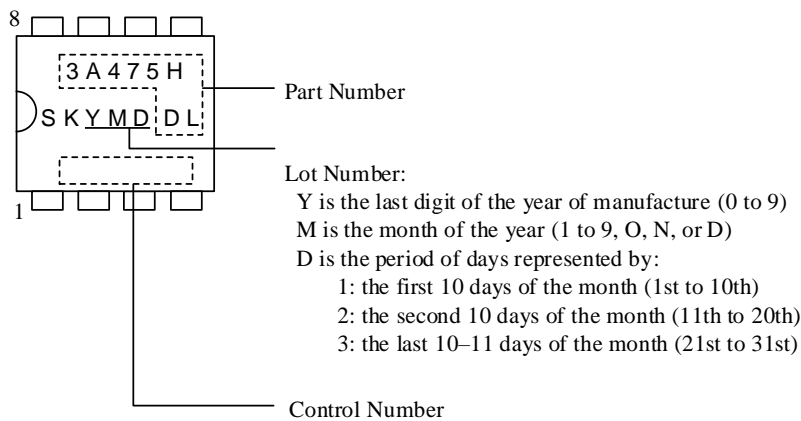 8
3A475H
SKYMD DL
1
Part Number
Lot Number:
Y is the last digit of the year of manufacture (0 to 9)
M is the month of the year (1 to 9, O, N, or D)
D is the period of days represented by:
1: the first 10 days of the month (1st to 10th)
2: the second 10 days of the month (11th to 20th)
3: the last 10–11 days of the month (21st to 31st)
Control Number